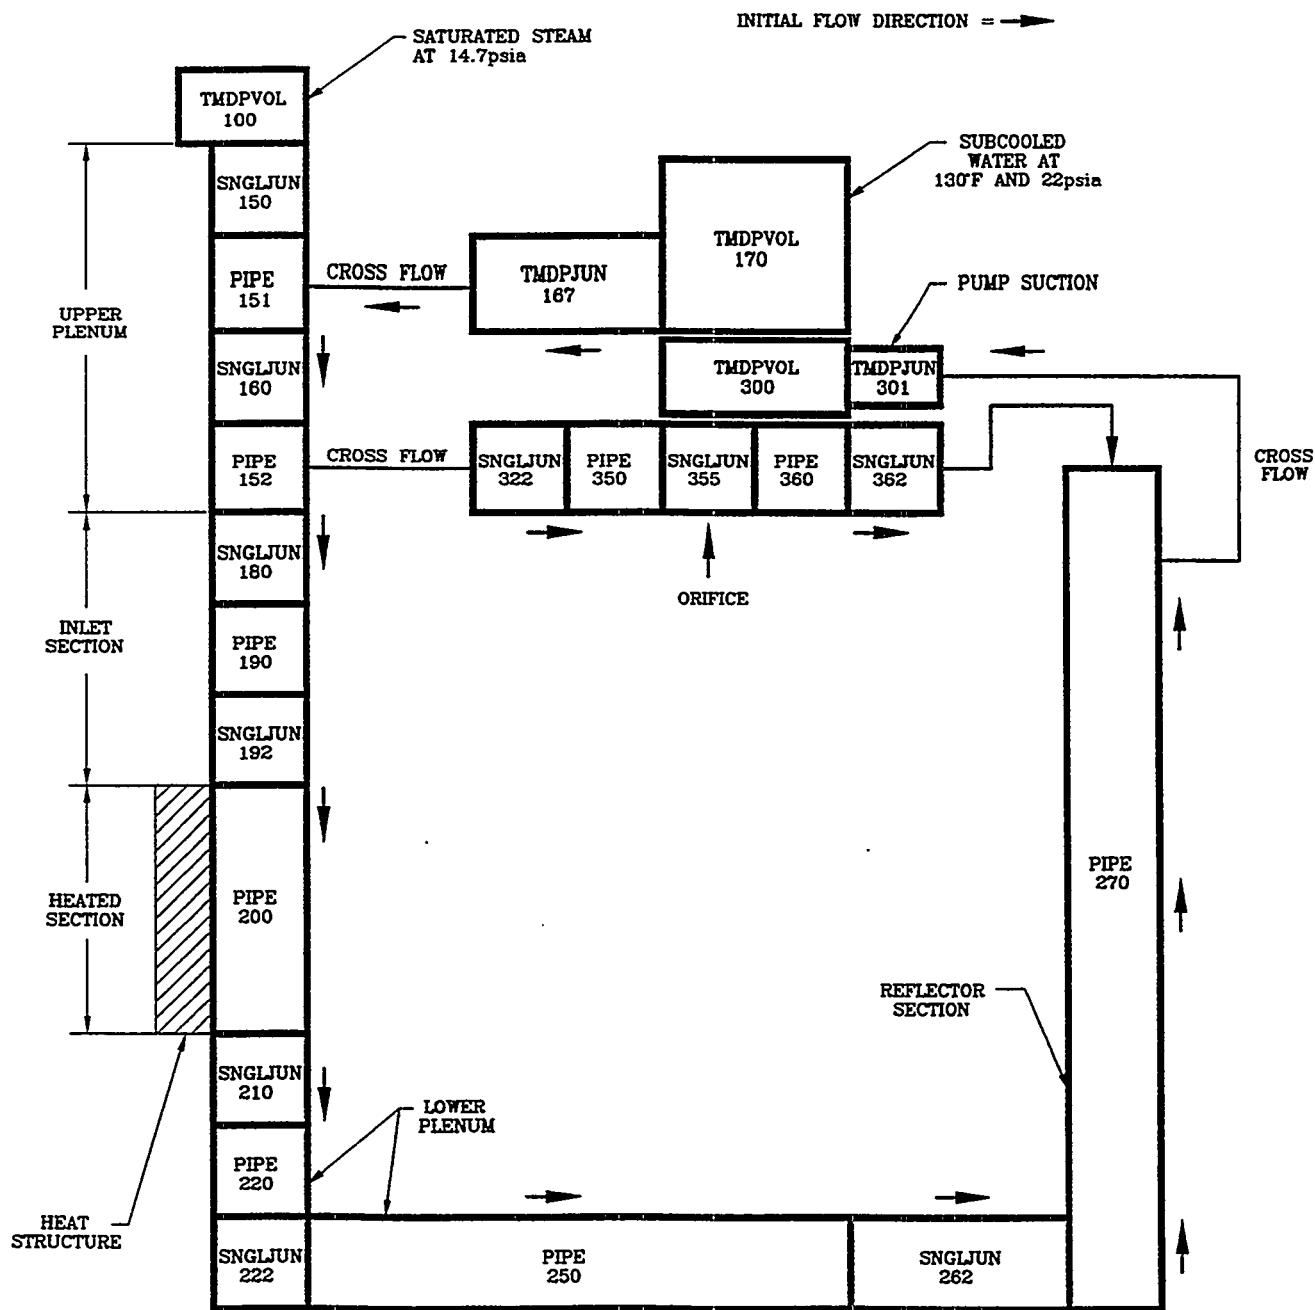 INITIAL FLOW DIRECTION =
SATURATED STEAM
AT 14.7psia
TMDPVOL
100
SUBCOOLED
WATER AT
130°F AND 22psia
SNGLJUN
150
TMDPVOL
170
PIPE
151
CROSS FLOW
TMDPJUN
167
PUMP SUCTION
UPPER
PLENUM
SNGLJUN
160
TMDPVOL
300
TMDPJUN
301
PIPE
152
CROSS FLOW
SNGLJUN
322
PIPE
350
SNGLJUN
355
PIPE
360
SNGLJUN
362
CROSS
FLOW
SNGLJUN
180
ORIFICE
INLET
SECTION
PIPE
190
SNGLJUN
192
HEATED
SECTION
PIPE
200
PIPE
270
REFLECTOR
SECTION
SNGLJUN
210
LOWER
PLENUM
PIPE
220
HEAT
STRUCTURE
SNGLJUN
222
PIPE
250
SNGLJUN
262